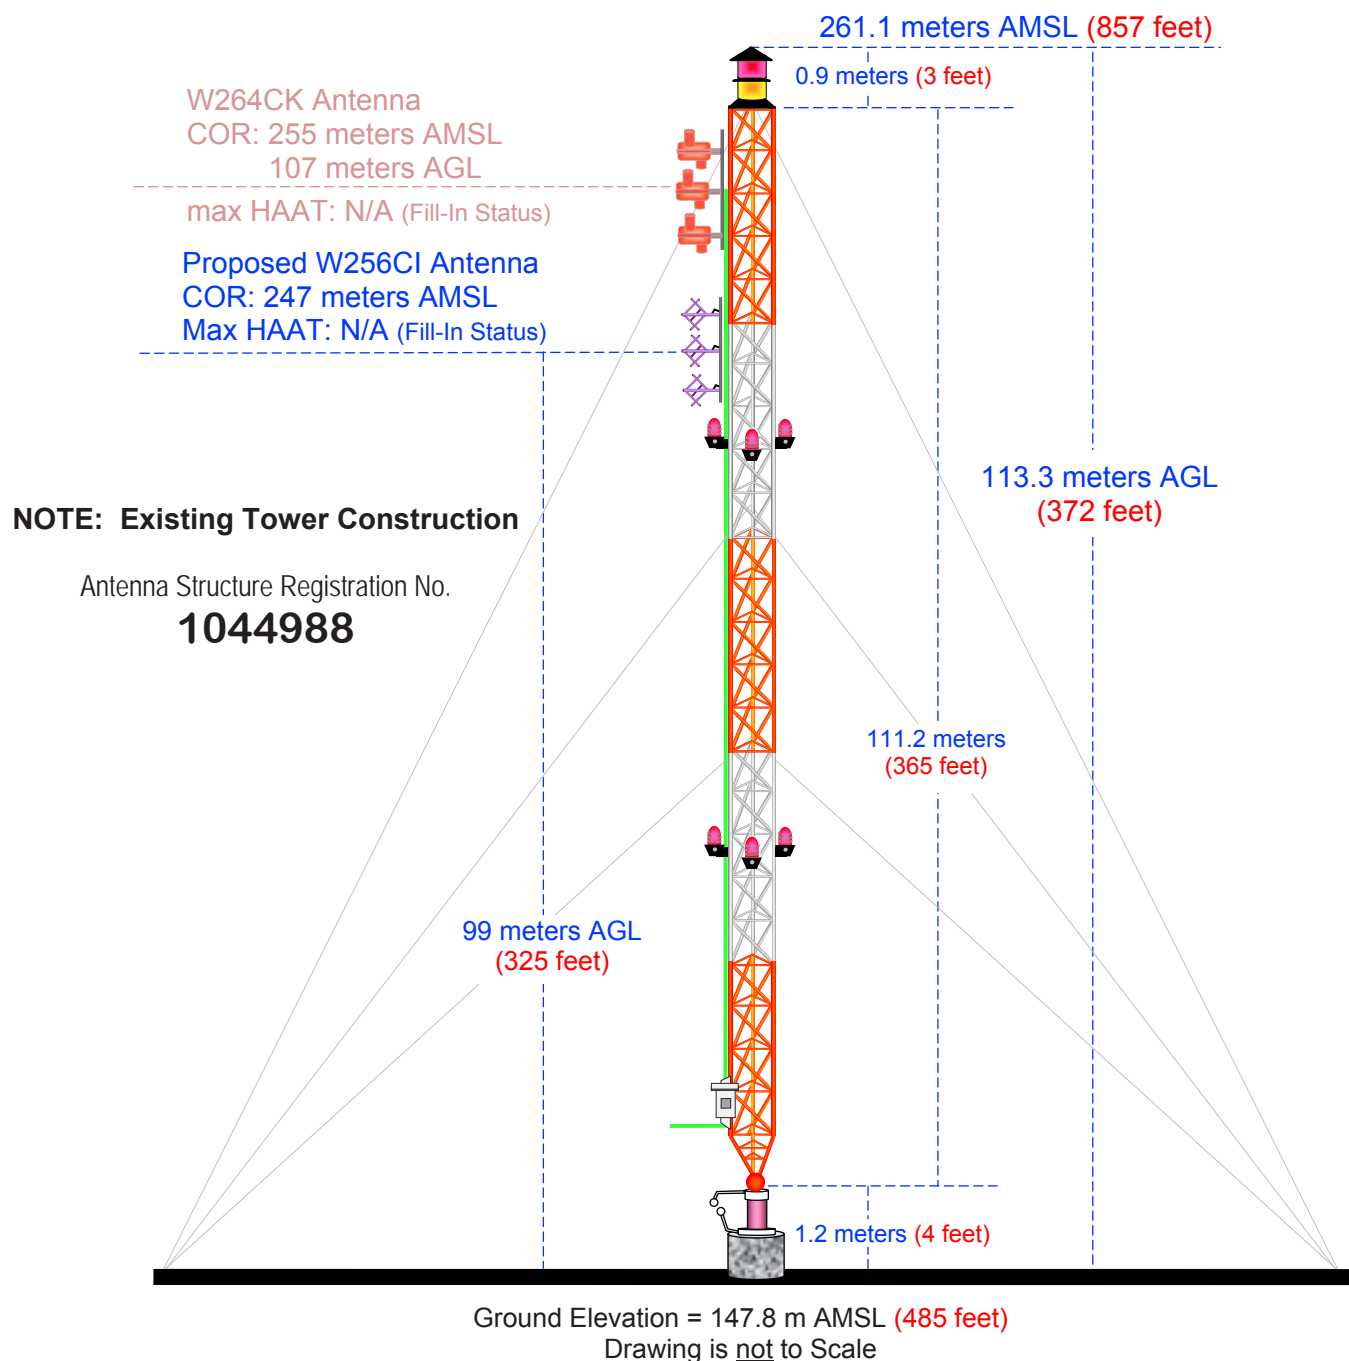 261.1 meters AMSL (857 feet)
0.9 meters (3 feet)
W264CK Antenna
COR: 255 meters AMSL
107 meters AGL
max HAAT: N/A (Fill-In Status)
Proposed W256CI Antenna
COR: 247 meters AMSL
Max HAAT: N/A (Fill-In Status)
113.3 meters AGL
(372 feet)
NOTE: Existing Tower Construction
Antenna Structure Registration No.
1044988
111.2 meters
(365 feet)
99 meters AGL
(325 feet)
1.2 meters (4 feet)
Ground Elevation = 147.8 m AMSL (485 feet)
Drawing is not to Scale